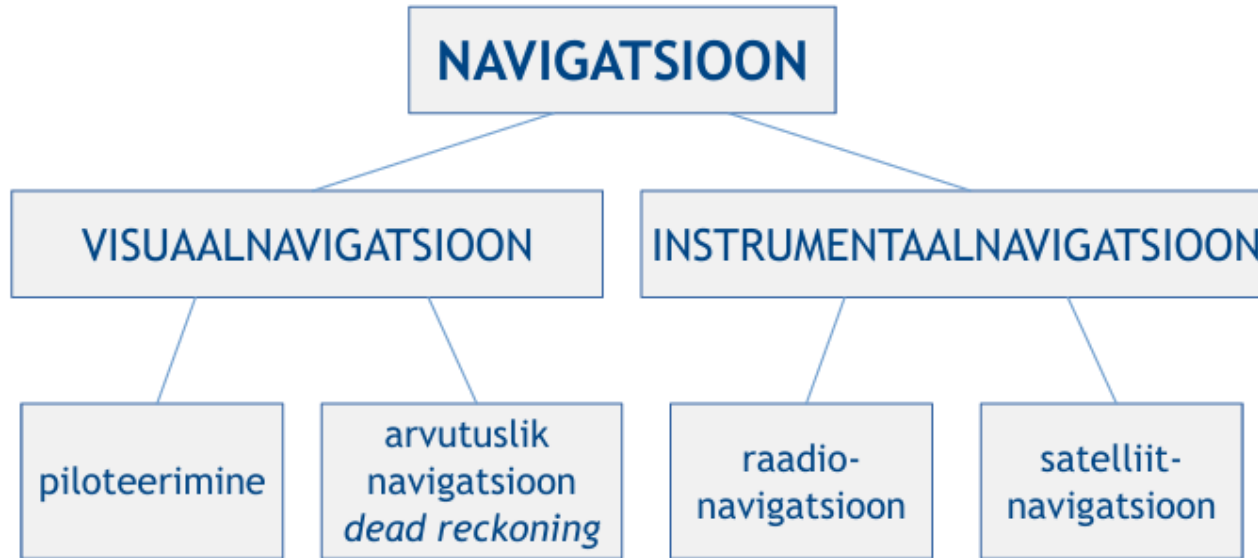 NAVIGATSIOON
VISUAALNAVIGATSIOON
INSTRUMENTAALNAVIGATSIOON
piloteerimine
arvutuslik
navigatsioon
dead reckoning
raadio-
navigatsioon
satelliit-
navigatsioon